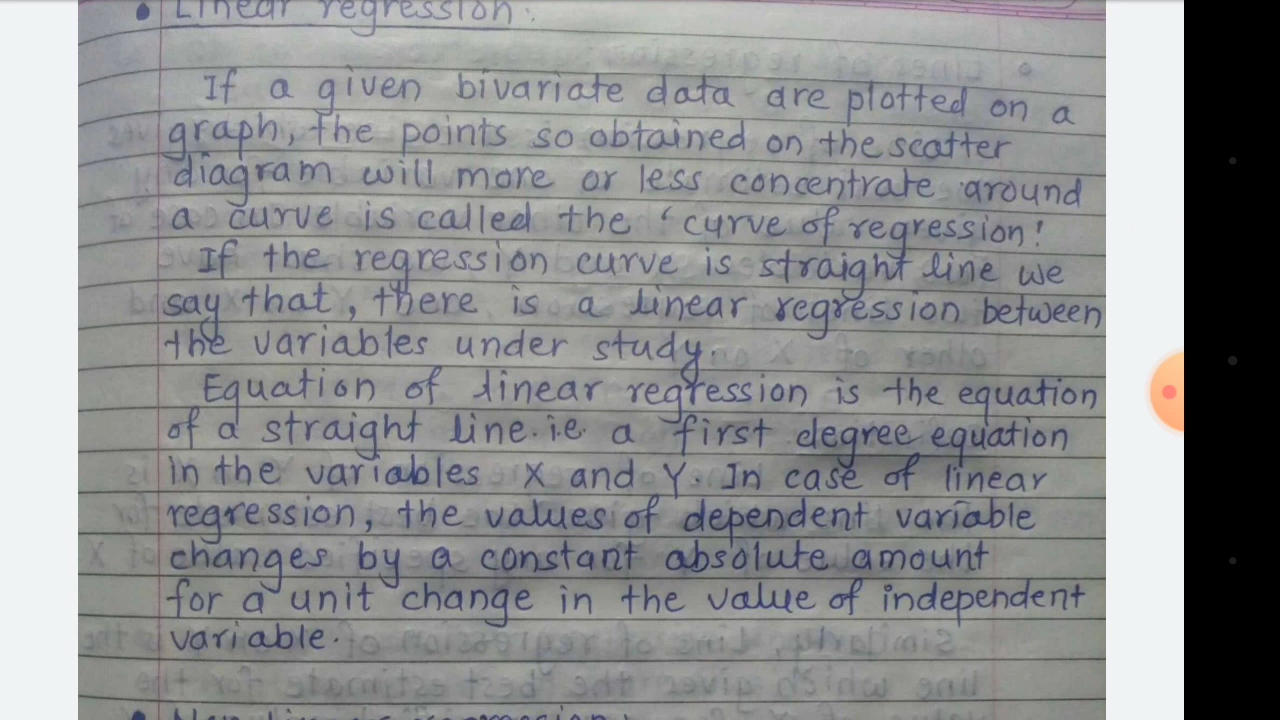 • Linear regression:
If a given bivariate data are plotted on a
graph, the points so obtained on the scatter
diagram will more or less concentrate around
a curve is called the 'curve of regression'.
If the regression curve is straight line we
say that, there is a linear regression between
the variables under study.
Equation of linear regression is the equation
of a straight line. i.e. a first degree equation
in the variables X and Y. In case of linear
regression, the values of dependent variable
changes by a constant absolute amount
for a unit change in the value of independent
variable.